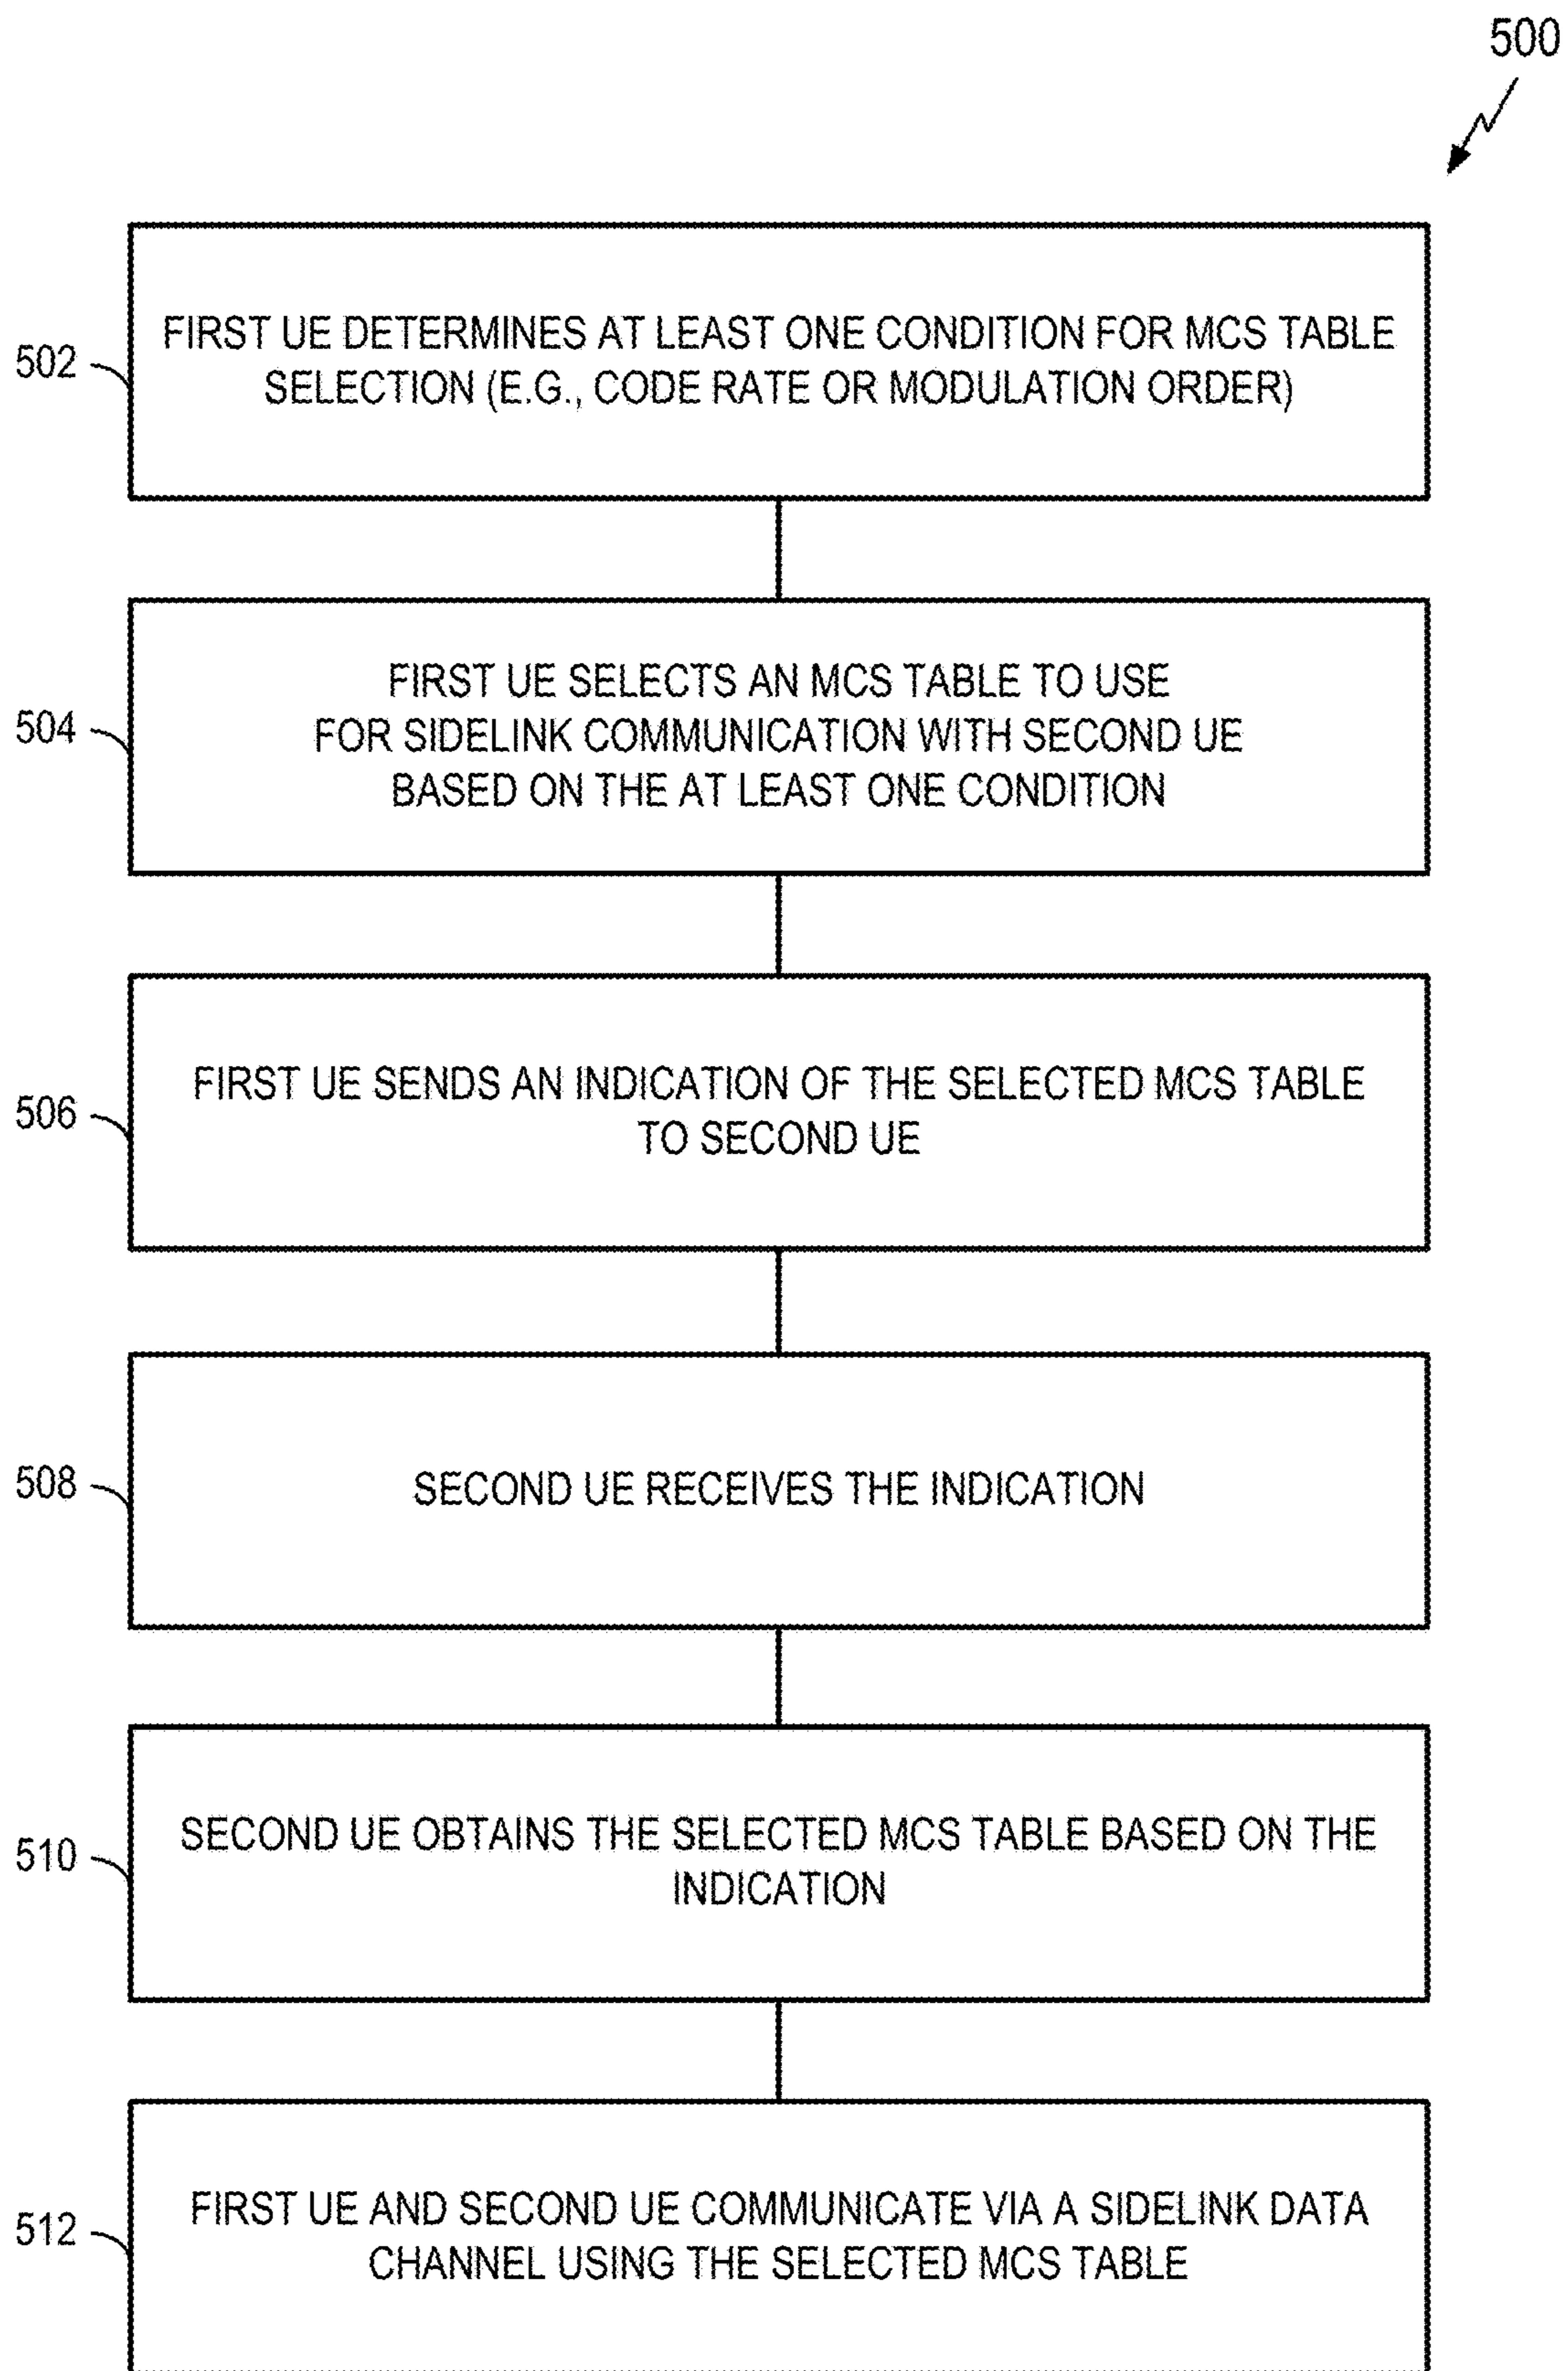 500
502
FIRST UE DETERMINES AT LEAST ONE CONDITION FOR MCS TABLE
SELECTION (E.G., CODE RATE OR MODULATION ORDER)
504
FIRST UE SELECTS AN MCS TABLE TO USE
FOR SIDELINK COMMUNICATION WITH SECOND UE
BASED ON THE AT LEAST ONE CONDITION
506
FIRST UE SENDS AN INDICATION OF THE SELECTED MCS TABLE
TO SECOND UE
508
SECOND UE RECEIVES THE INDICATION
510
SECOND UE OBTAINS THE SELECTED MCS TABLE BASED ON THE
INDICATION
512
FIRST UE AND SECOND UE COMMUNICATE VIA A SIDELINK DATA
CHANNEL USING THE SELECTED MCS TABLE